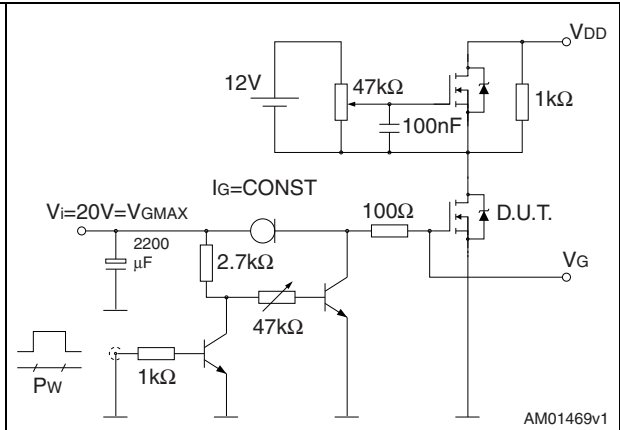 VDD
12V
47kΩ
1kΩ
100nF
IG=CONST
Vi=20V=VGMAX
100Ω
D.U.T.
2200
μF
2.7kΩ
VG
47kΩ
1kΩ
PW
AM01469v1